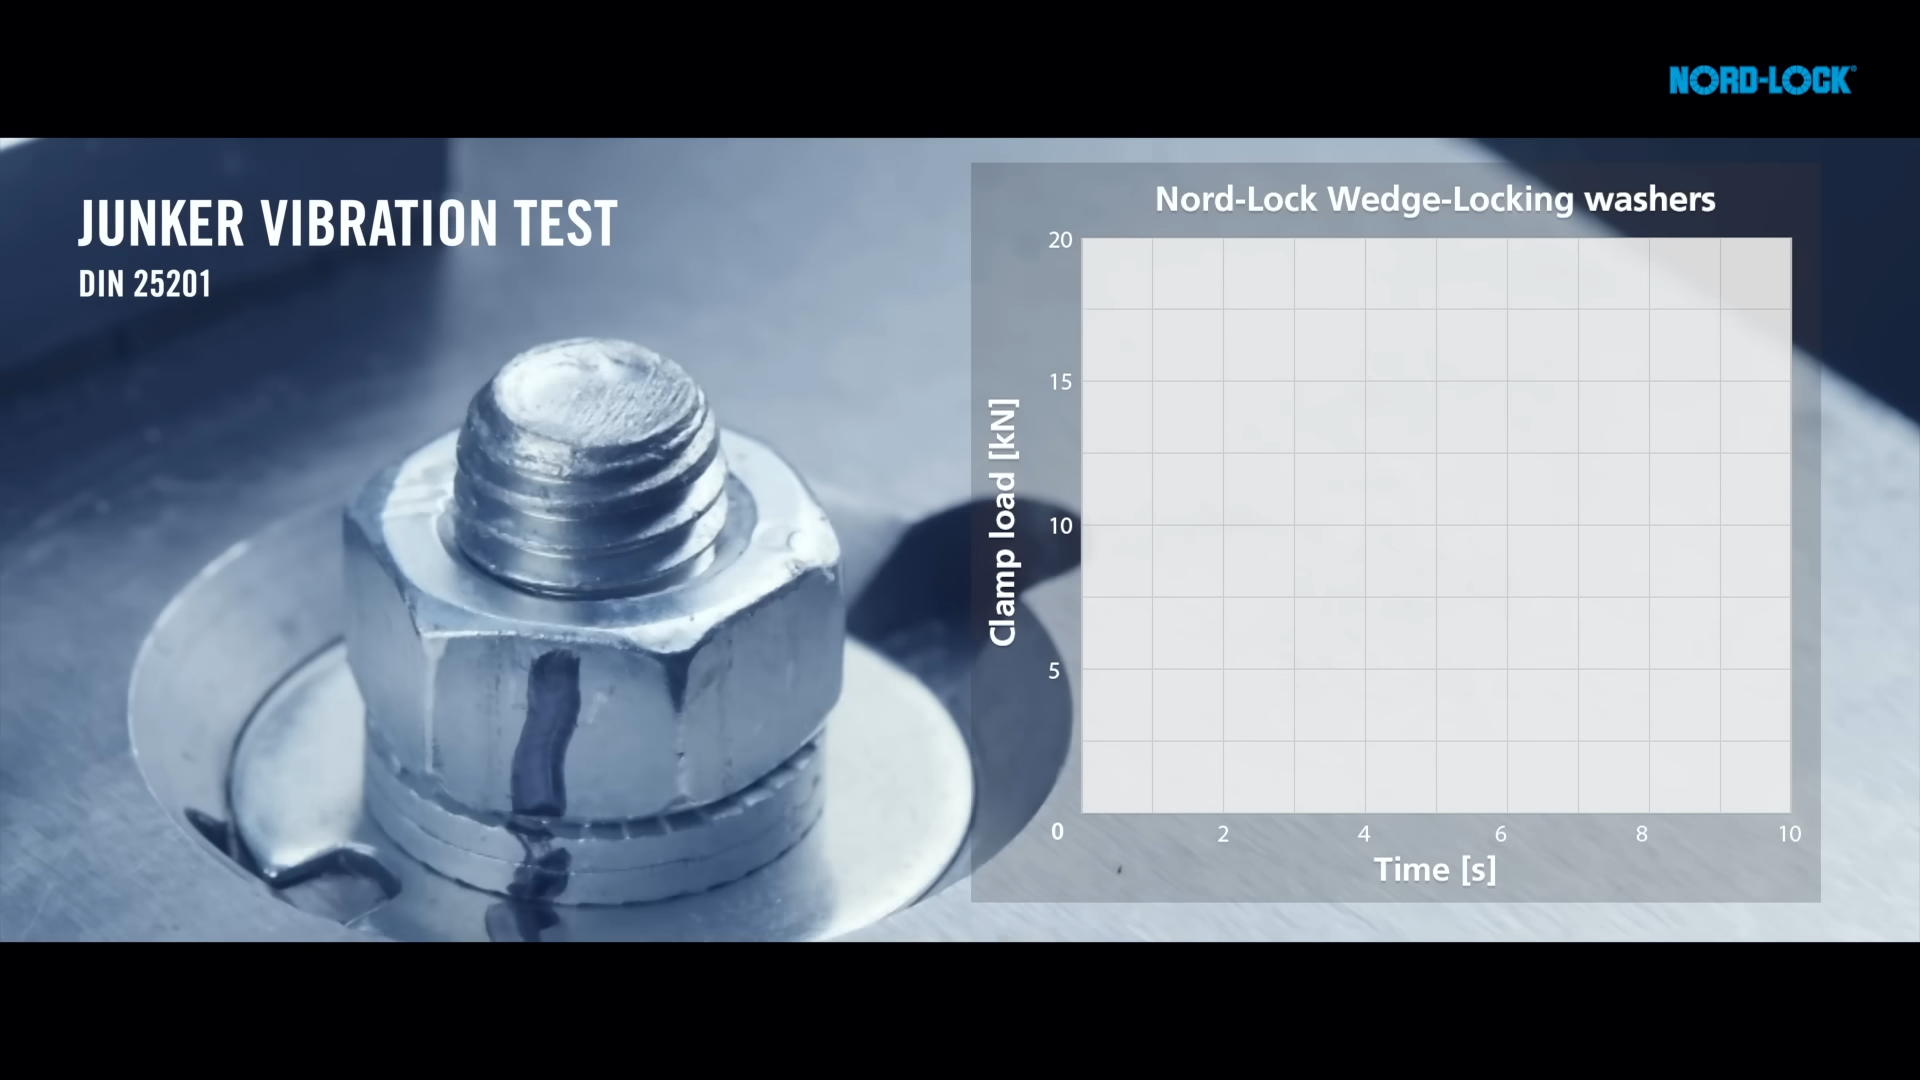 NORD-LOCK®
JUNKER VIBRATION TEST
DIN 25201
Nord-Lock Wedge-Locking washers
20
15
10
5
0
Clamp load [kN]
2 4 6 8 10
Time [s]